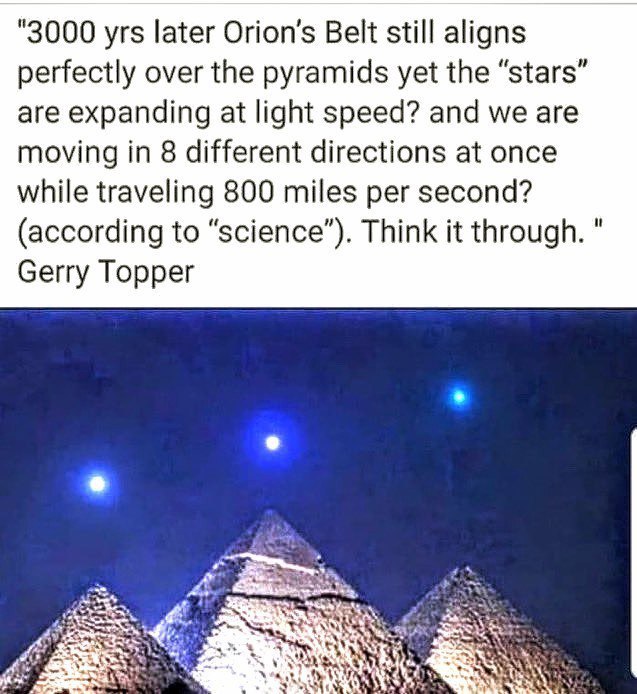 "3000 yrs later Orion's Belt still aligns
perfectly over the pyramids yet the “stars”
are expanding at light speed? and we are
moving in 8 different directions at once
while traveling 800 miles per second?
(according to “science”). Think it through. "
Gerry Topper